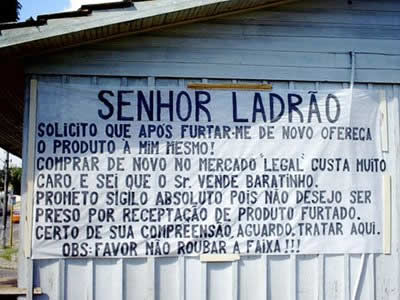 SENHOR LADRÃO
SOLICITO QUE APÓS FURTAR-ME DE NOVO OFEREÇA
O PRODUTO À MIM MESMO!
COMPRAR DE NOVO NO MERCADO "LEGAL" CUSTA MUITO
CARO, E SEI QUE O Sr. VENDE BARATINHO.
PROMETO SÍGILO ABSOLUTO POIS NÃO DESEJO SER
PRESO POR RECEPTAÇÃO DE PRODUTO FURTADO.
CERTO DE SUA COMPREENSÃO, AGUARDO, TRATAR AQUI.
OBS: FAVOR NÃO ROUBAR A FAIXA!!!